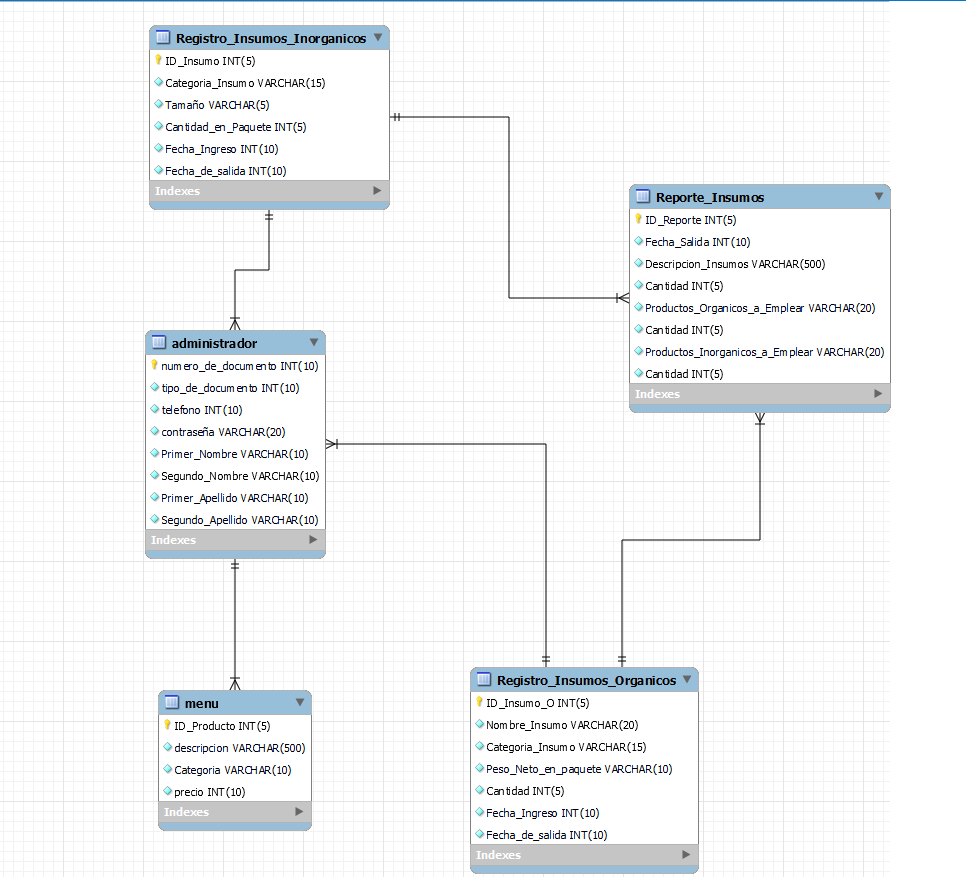 Registro_Insumos_Inorganicos
ID_Insumo INT(5)
Categoria_Insumo VARCHAR(15)
Tamaño VARCHAR(5)
Cantidad_en_Paquete INT(5)
Fecha_Ingreso INT(10)
Fecha_de_salida INT(10)
Indexes
Reporte_Insumos
ID_Reporte INT(5)
Fecha_Salida INT(10)
Descripcion_Insumos VARCHAR(500)
Cantidad INT(5)
Productos_Organicos_a_Emplear VARCHAR(20)
Cantidad INT(5)
Productos_Inorganicos_a_Emplear VARCHAR(20)
Cantidad INT(5)
Indexes
administrador
numero_de_documento INT(10)
tipo_de_documento INT(10)
telefono INT(10)
contraseña VARCHAR(20)
Primer_Nombre VARCHAR(10)
Segundo_Nombre VARCHAR(10)
Primer_Apellido VARCHAR(10)
Segundo_Apellido VARCHAR(10)
Indexes
menu
ID_Producto INT(5)
descripcion VARCHAR(500)
Categoria VARCHAR(10)
precio INT(10)
Indexes
Registro_Insumos_Organicos
ID_Insumo_O INT(5)
Nombre_Insumo VARCHAR(20)
Categoria_Insumo VARCHAR(15)
Peso_Neto_en_paquete VARCHAR(10)
Cantidad INT(5)
Fecha_Ingreso INT(10)
Fecha_de_salida INT(10)
Indexes